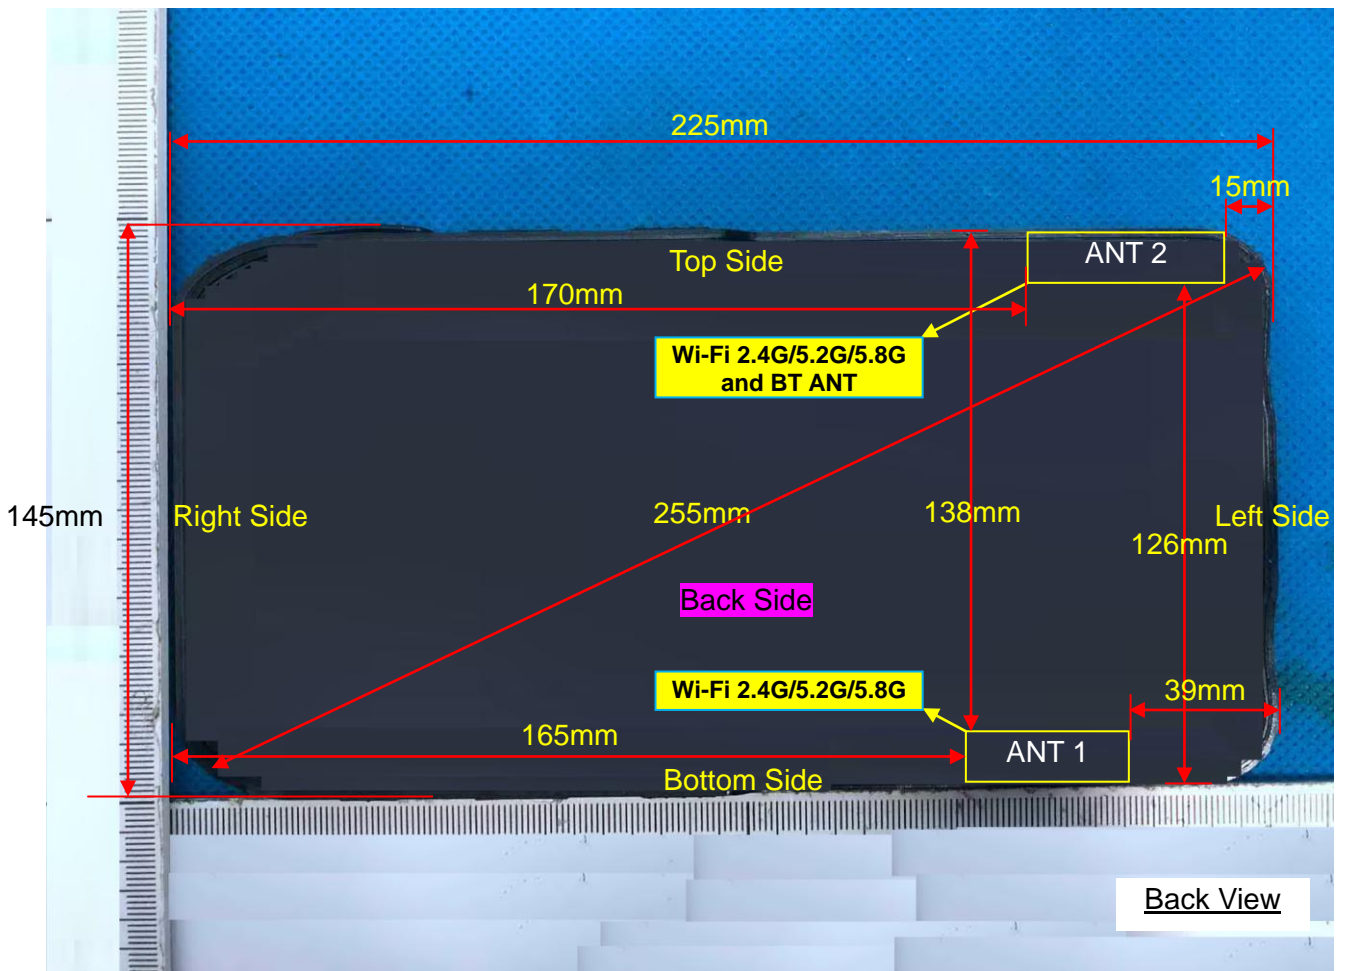 225mm
15mm
ANT 2
Top Side
170mm
Wi-Fi 2.4G/5.2G/5.8G
and BT ANT
145mm
Right Side
255mm
138mm
Left Side
126mm
Back Side
Wi-Fi 2.4G/5.2G/5.8G
39mm
165mm
ANT 1
Bottom Side
Back View